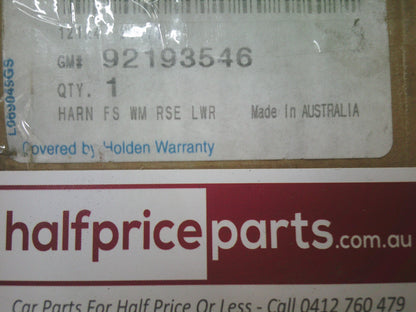 GM# 92193546
QTY. 1
HARN FS WM RSE LWR Made in AUSTRALIA
Covered by Holden Warranty
halfpriceparts.com.au
Car Parts For Half Price Or Less - Call 0412 760 479